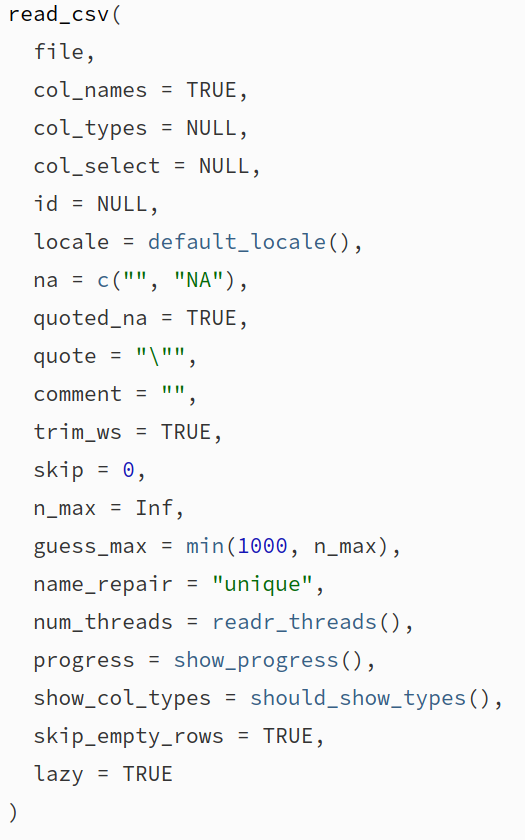 read_csv(
  file,
  col_names = TRUE,
  col_types = NULL,
  col_select = NULL,
  id = NULL,
  locale = default_locale(),
  na = c("", "NA"),
  quoted_na = TRUE,
  quote = "\"",
  comment = "",
  trim_ws = TRUE,
  skip = 0,
  n_max = Inf,
  guess_max = min(1000, n_max),
  name_repair = "unique",
  num_threads = readr_threads(),
  progress = show_progress(),
  show_col_types = should_show_types(),
  skip_empty_rows = TRUE,
  lazy = TRUE
)